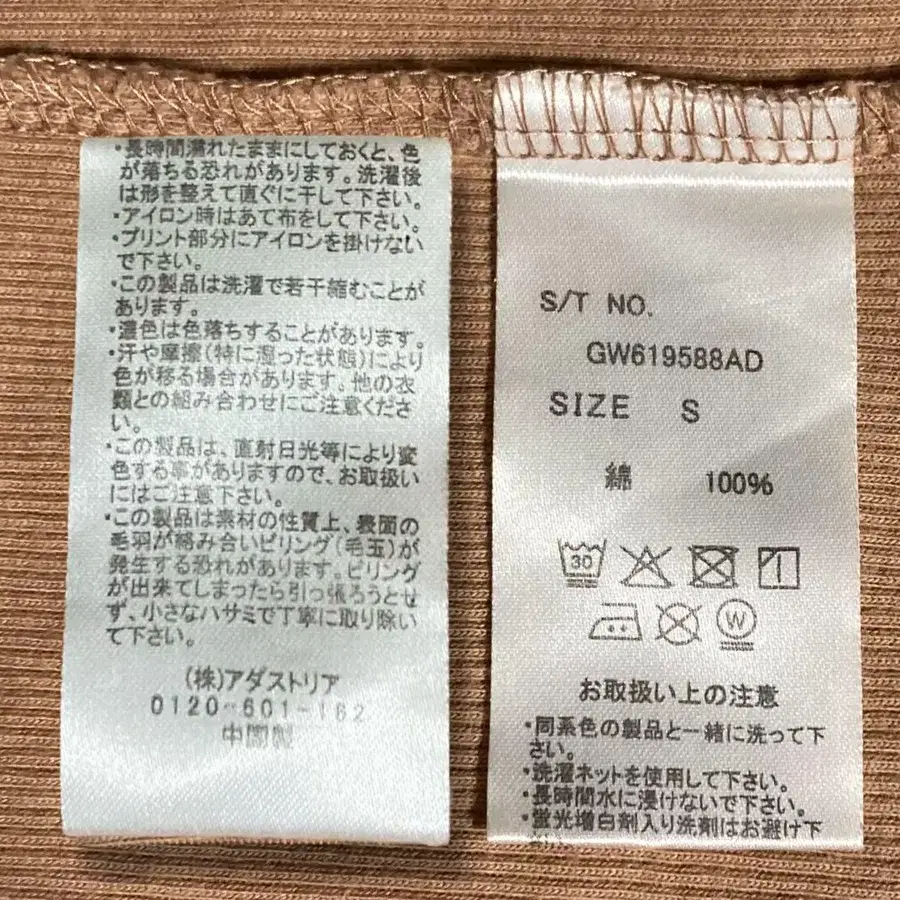 ・長時間濡れたままにしておくと、色
が落ちる恐れがあります。洗濯後
は形を整えて直ぐに干して下さい。
・アイロン時はあて布をして下さい。
・プリント部分にアイロンを掛けない
で下さい。
・この製品は洗濯で若干縮むことが
あります。
・濃色は色落ちすることがあります。
・汗や摩擦(特に湿った状態)により
色が移る場合があります。他の衣
類との組み合わせにご注意くださ
い。
・この製品は、直射日光等により変
色する事がありますので、お取扱い
にはご注意下さい。
・この製品は素材の性質上、表面の
毛羽が絡み合いピリング(毛玉)が
発生する恐れがあります。ピリング
が出来てしまったら引っ張ろうとせ
ず、小さなハサミで丁寧に取り除い
て下さい。
(株)アダストリア
0120-601-162
中国製
S/T NO.
GW619588AD
SIZE S
綿 100%
30
W
お取扱い上の注意
・同系色の製品と一緒に洗って下
さい。
・洗濯ネットを使用して下さい。
・長時間水に浸けないで下さい。
・蛍光増白剤入り洗剤はお避け下